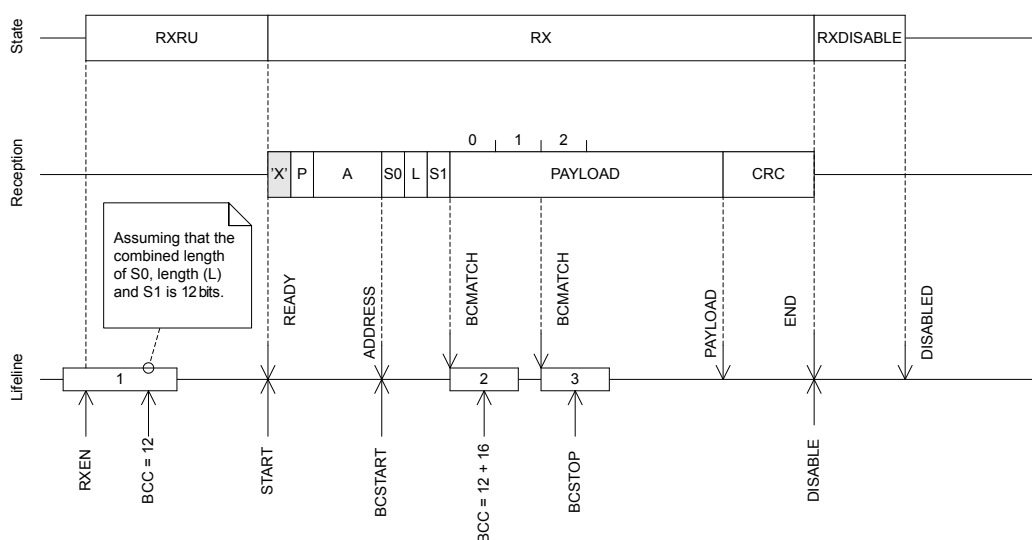 State
RXRU
RX
RXDISABLE
Reception
0
1
2
'X'
P
A
S0
L
S1
PAYLOAD
CRC
Assuming that the
combined length
of S0, length (L)
and S1 is 12 bits.
READY
ADDRESS
BCMATCH
BCMATCH
PAYLOAD
END
DISABLED
Lifeline
1
2
3
RXEN
BCC = 12
START
BCSTART
BCC = 12 + 16
BCSTOP
DISABLE